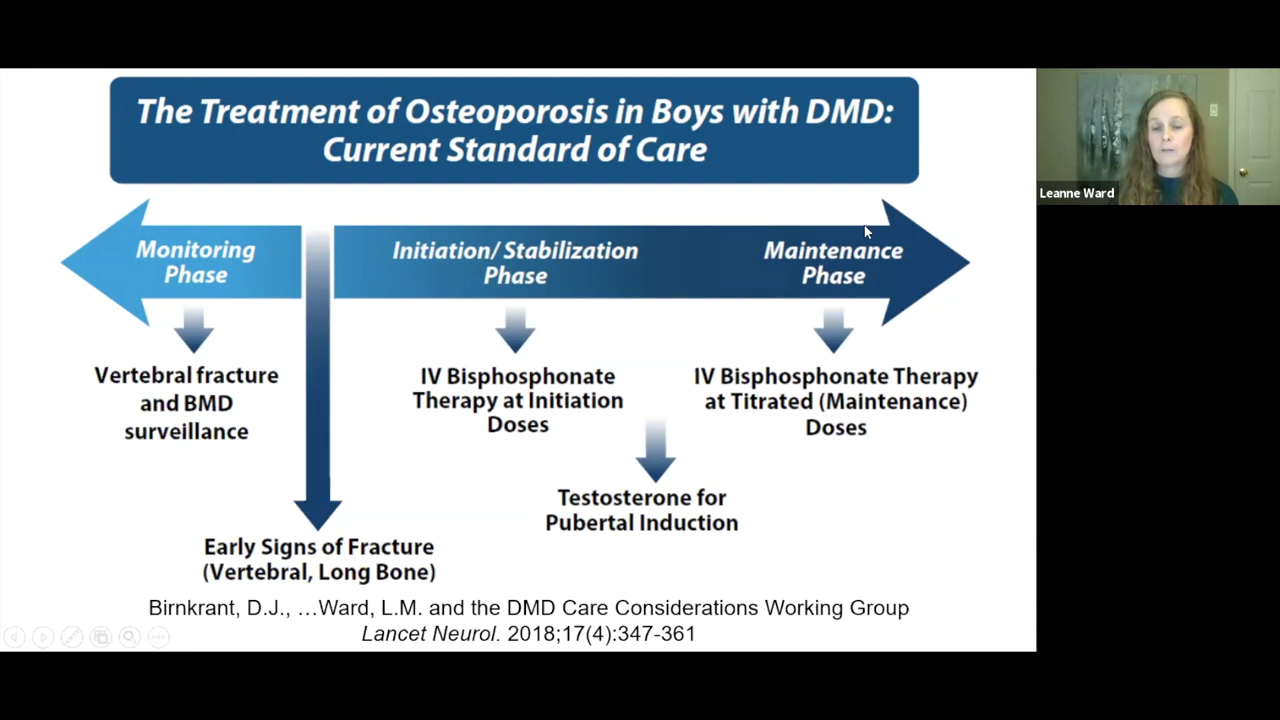 The Treatment of Osteoporosis in Boys with DMD:
Current Standard of Care
Monitoring
Phase
Initiation/ Stabilization
Phase
Maintenance
Phase
Vertebral fracture
and BMD
surveillance
IV Bisphosphonate
Therapy at Initiation
Doses
IV Bisphosphonate Therapy
at Titrated (Maintenance)
Doses
Testosterone for
Pubertal Induction
Early Signs of Fracture
(Vertebral, Long Bone)
Birnkrant, D.J., …Ward, L.M. and the DMD Care Considerations Working Group
Lancet Neurol. 2018;17(4):347-361
Leanne Ward